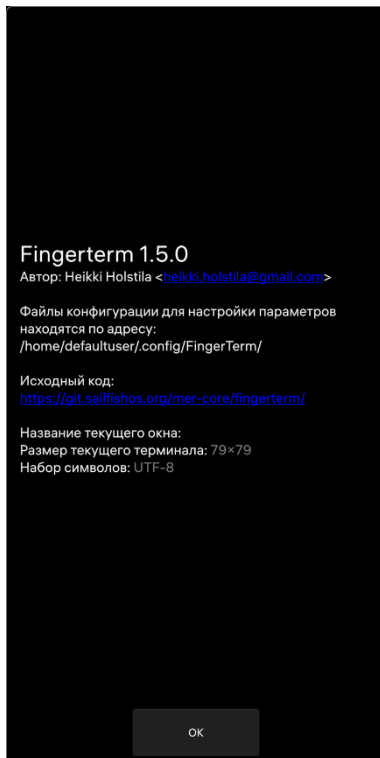 Fingerterm 1.5.0
Автор: Heikki Holstila <heikki.holstila@gmail.com>
Файлы конфигурации для настройки параметров
находятся по адресу:
/home/defaultuser/.config/FingerTerm/
Исходный код:
https://git.sailfishos.org/mer-core/fingerterm/
Название текущего окна:
Размер текущего терминала: 79×79
Набор символов: UTF-8
ОК